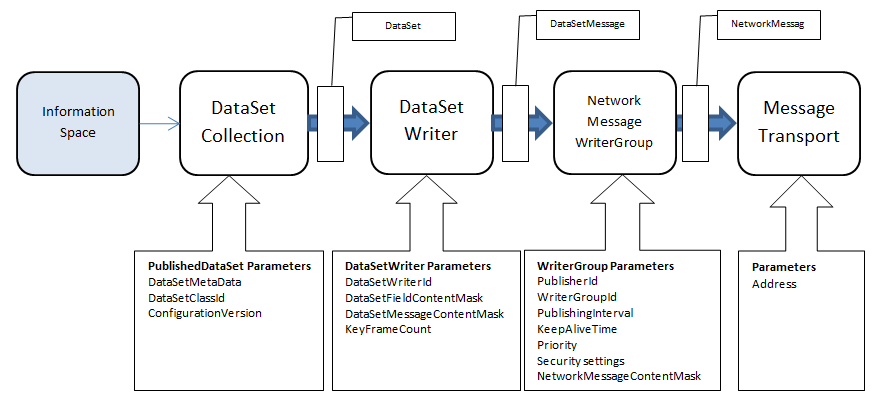 DataSet
DataSetMessage
NetworkMessag
Information
Space
DataSet
Collection
DataSet
Writer
Network
Message
WriterGroup
Message
Transport
PublishedDataSet Parameters
DataSetMetaData
DataSetClassId
ConfigurationVersion
DataSetWriter Parameters
DataSetWriterId
DataSetFieldContentMask
DataSetMessageContentMask
KeyFrameCount
WriterGroup Parameters
PublisherId
WriterGroupId
PublishingInterval
KeepAliveTime
Priority
Security settings
NetworkMessageContentMask
Parameters
Address